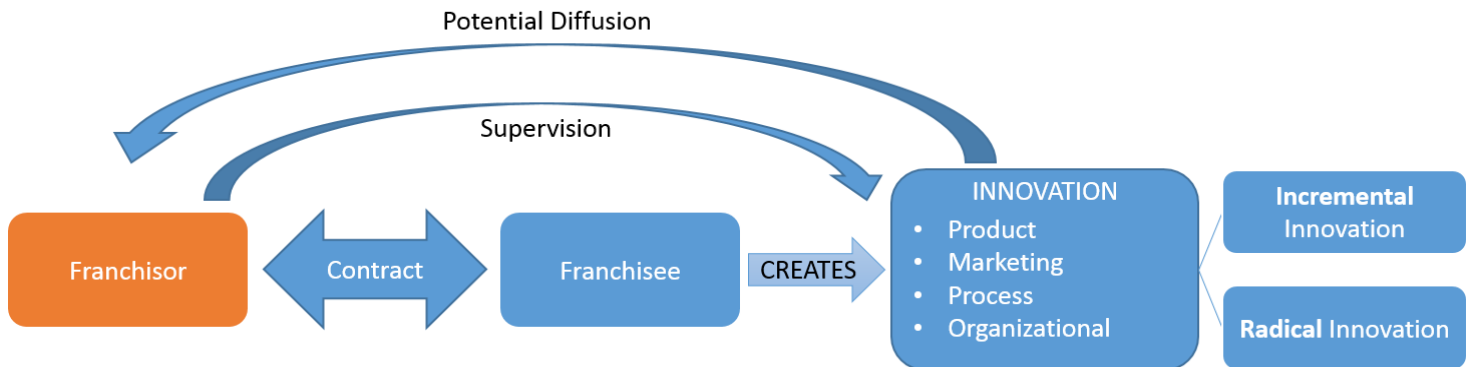 Potential Diffusion
Supervision
Franchisor
Contract
Franchisee
CREATES
INNOVATION
• Product
• Marketing
• Process
• Organizational
Incremental
Innovation
Radical Innovation